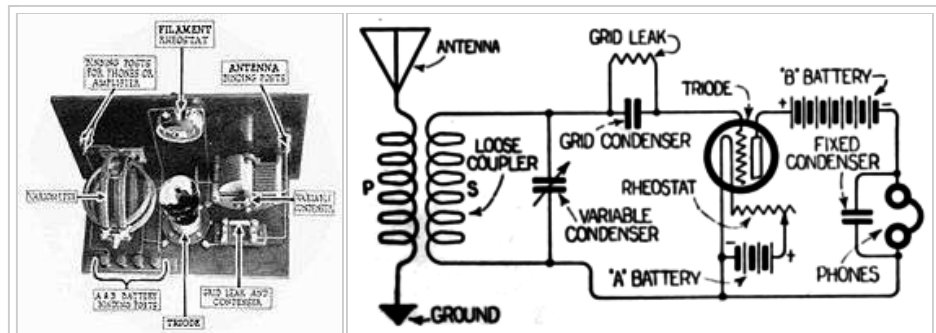 FILAMENT
RHEOSTAT
BINDING POSTS
FOR PHONES OR
AMPLIFIER
ANTENNA
BINDING POSTS
VARIOMETER
VARIABLE
CONDENSER
A & B BATTERY
BINDING POSTS
TRIODE
GRID LEAK AND
CONDENSER
ANTENNA
GRID LEAK
TRIODE
"B" BATTERY
+
-
GRID CONDENSER
FIXED
CONDENSER
LOOSE
COUPLER
P
S
RHEOSTAT
VARIABLE
CONDENSER
-
+
"A" BATTERY
PHONES
GROUND